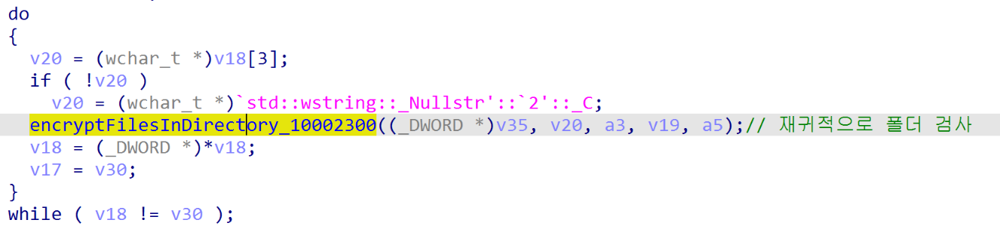 do
{
v20 = (wchar_t *)v18[3];
if ( !v20 )
v20 = (wchar_t *)`std::wstring::_Nullstr'::`2'::_C;
encryptFilesInDirectory_10002300((_DWORD *)v35, v20, a3, v19, a5);// 재귀적으로 폴더 검사
v18 = (_DWORD *)*v18;
v17 = v30;
}
while ( v18 != v30 );